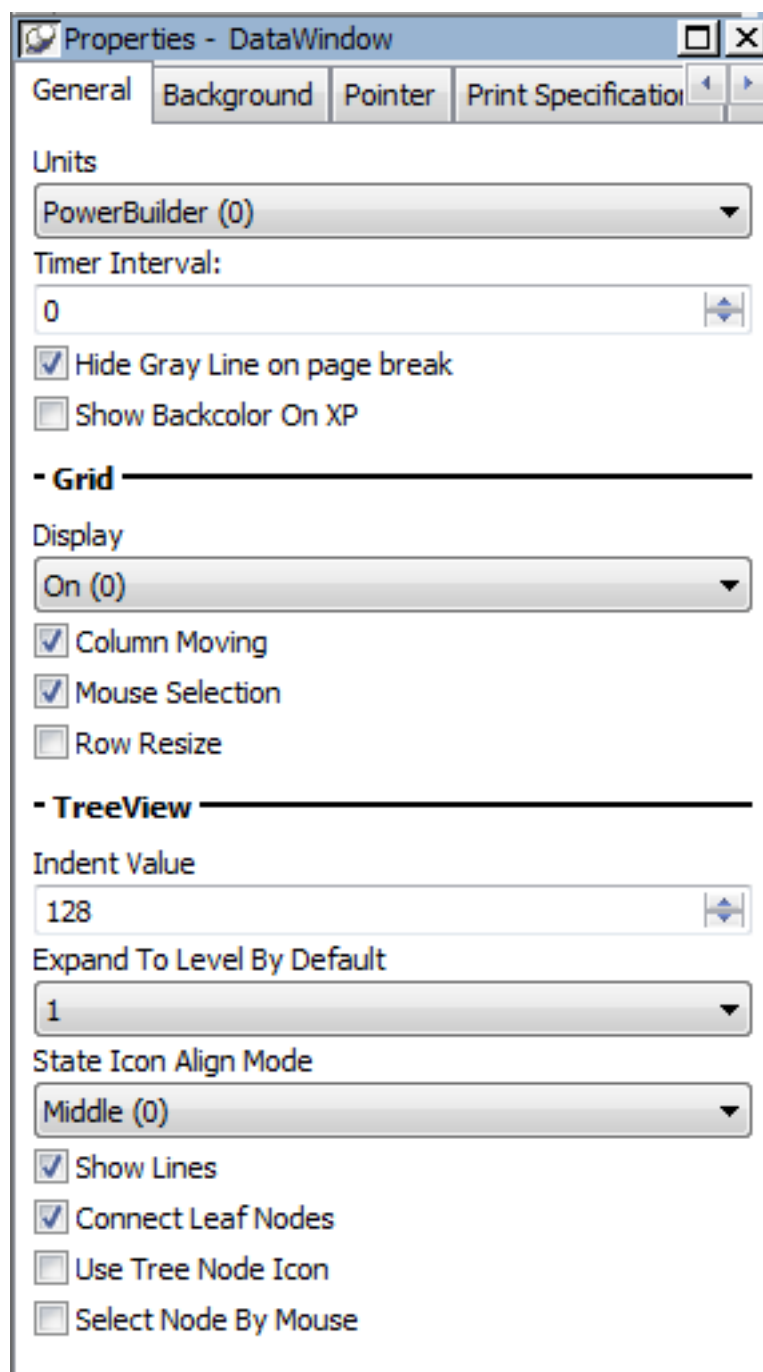 Properties - DataWindow
General Background Pointer Print Specification
Units
PowerBuilder (0)
Timer Interval:
0
Hide Gray Line on page break
Show Backcolor On XP
- Grid
Display
On (0)
Column Moving
Mouse Selection
Row Resize
- TreeView
Indent Value
128
Expand To Level By Default
1
State Icon Align Mode
Middle (0)
Show Lines
Connect Leaf Nodes
Use Tree Node Icon
Select Node By Mouse